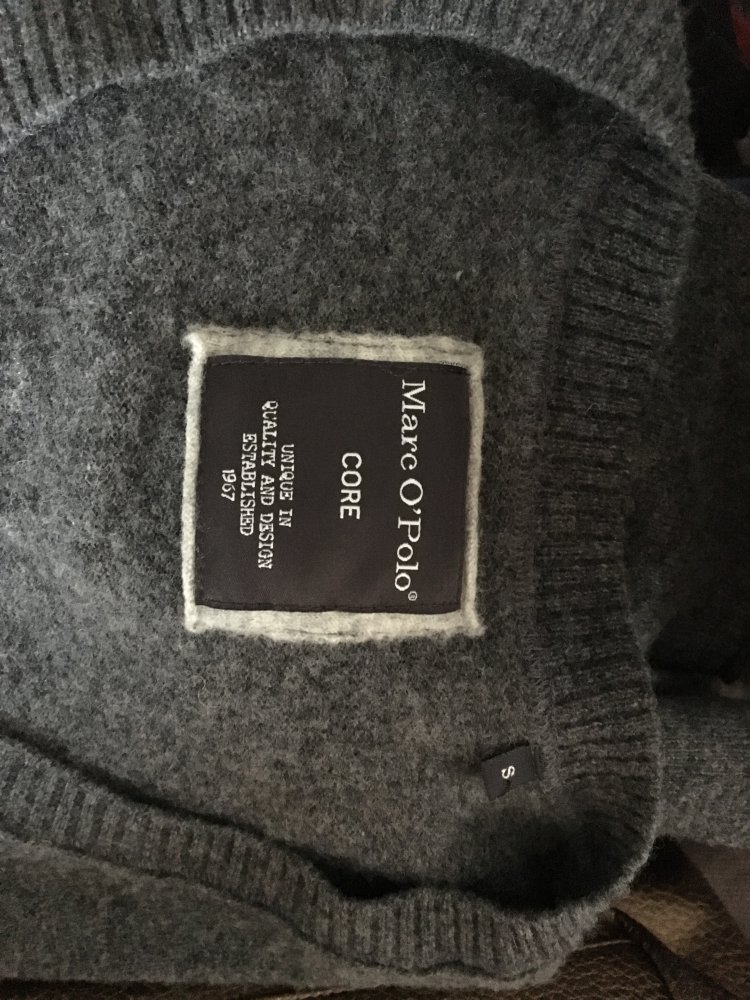 Marc O'Polo®
CORE
UNIQUE IN
QUALITY AND DESIGN
ESTABLISHED
1967
S